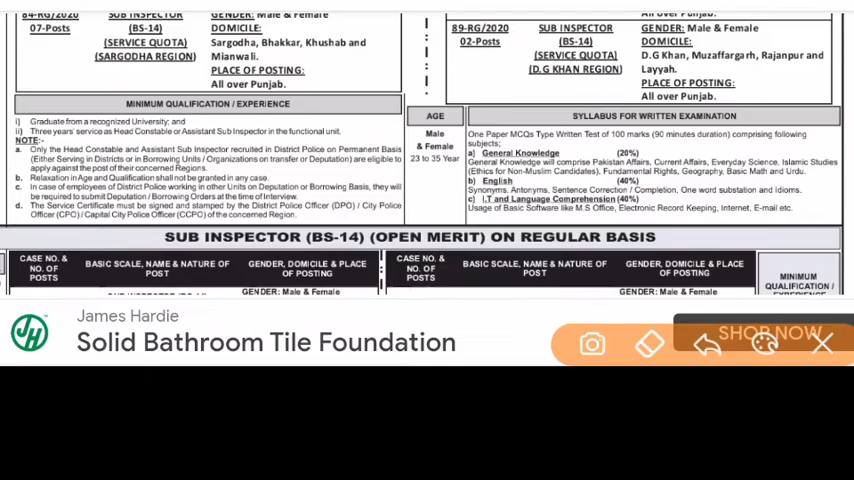 84-RG/2020
07-Posts
SUB INSPECTOR
(BS-14)
(SERVICE QUOTA)
(SARGODHA REGION)
GENDER: Male & Female
DOMICILE:
Sargodha, Bhakkar, Khushab and
Mianwali.
PLACE OF POSTING:
All over Punjab.
All over Punjab.
89-RG/2020
02-Posts
SUB INSPECTOR
(BS-14)
(SERVICE QUOTA)
(D.G KHAN REGION)
GENDER: Male & Female
DOMICILE:
D.G Khan, Muzaffargarh, Rajanpur and
Layyah.
PLACE OF POSTING:
All over Punjab.
MINIMUM QUALIFICATION / EXPERIENCE
i) Graduate from a recognized University; and
ii) Three years' service as Head Constable or Assistant Sub Inspector in the functional unit.
NOTE:-
a. Only the Head Constable and Assistant Sub Inspector recruited in District Police on Permanent Basis
(Either Serving in Districts or in Borrowing Units / Organizations on transfer or Deputation) are eligible to
apply against the post of their concerned Regions.
b. Relaxation in Age and Qualification shall not be granted in any case.
c. In case of employees of District Police working in other Units on Deputation or Borrowing Basis, they will
be required to submit Deputation / Borrowing Orders at the time of Interview.
d. The Service Certificate must be signed and stamped by the District Police Officer (DPO) / City Police
Officer (CPO) / Capital City Police Officer (CCPO) of the concerned Region.
AGE
Male
& Female
23 to 35 Year
SYLLABUS FOR WRITTEN EXAMINATION
One Paper MCQs Type Written Test of 100 marks (90 minutes duration) comprising following
subjects;
a) General Knowledge (20%)
General Knowledge will comprise Pakistan Affairs, Current Affairs, Everyday Science, Islamic Studies
(Ethics for Non-Muslim Candidates), Fundamental Rights, Geography, Basic Math and Urdu.
b) English (40%)
Synonyms, Antonyms, Sentence Correction / Completion, One word substation and idioms.
c) I.T and Language Comprehension (40%)
Usage of Basic Software like M.S Office, Electronic Record Keeping, Internet, E-mail etc.
SUB INSPECTOR (BS-14) (OPEN MERIT) ON REGULAR BASIS
CASE NO. &
NO. OF
POSTS
BASIC SCALE, NAME & NATURE OF
POST
GENDER, DOMICILE & PLACE
OF POSTING
CASE NO. &
NO. OF
POSTS
BASIC SCALE, NAME & NATURE OF
POST
GENDER, DOMICILE & PLACE
OF POSTING
MINIMUM
QUALIFICATION /
EXPERIENCE
GENDER: Male & Female
GENDER: Male & Female
JH
James Hardie
Solid Bathroom Tile Foundation
SHOP NOW